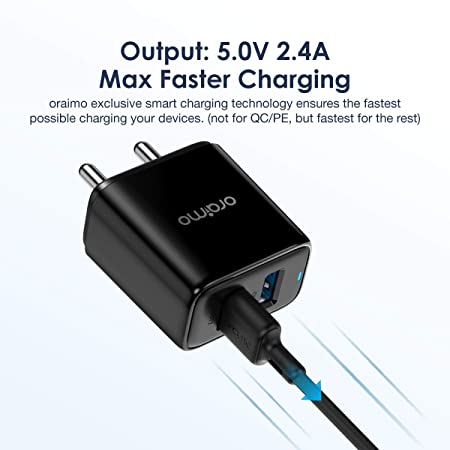 Output: 5.0V 2.4A
Max Faster Charging
oraimo exclusive smart charging technology ensures the fastest
possible charging your devices. (not for QC/PE, but fastest for the rest)
oraimo